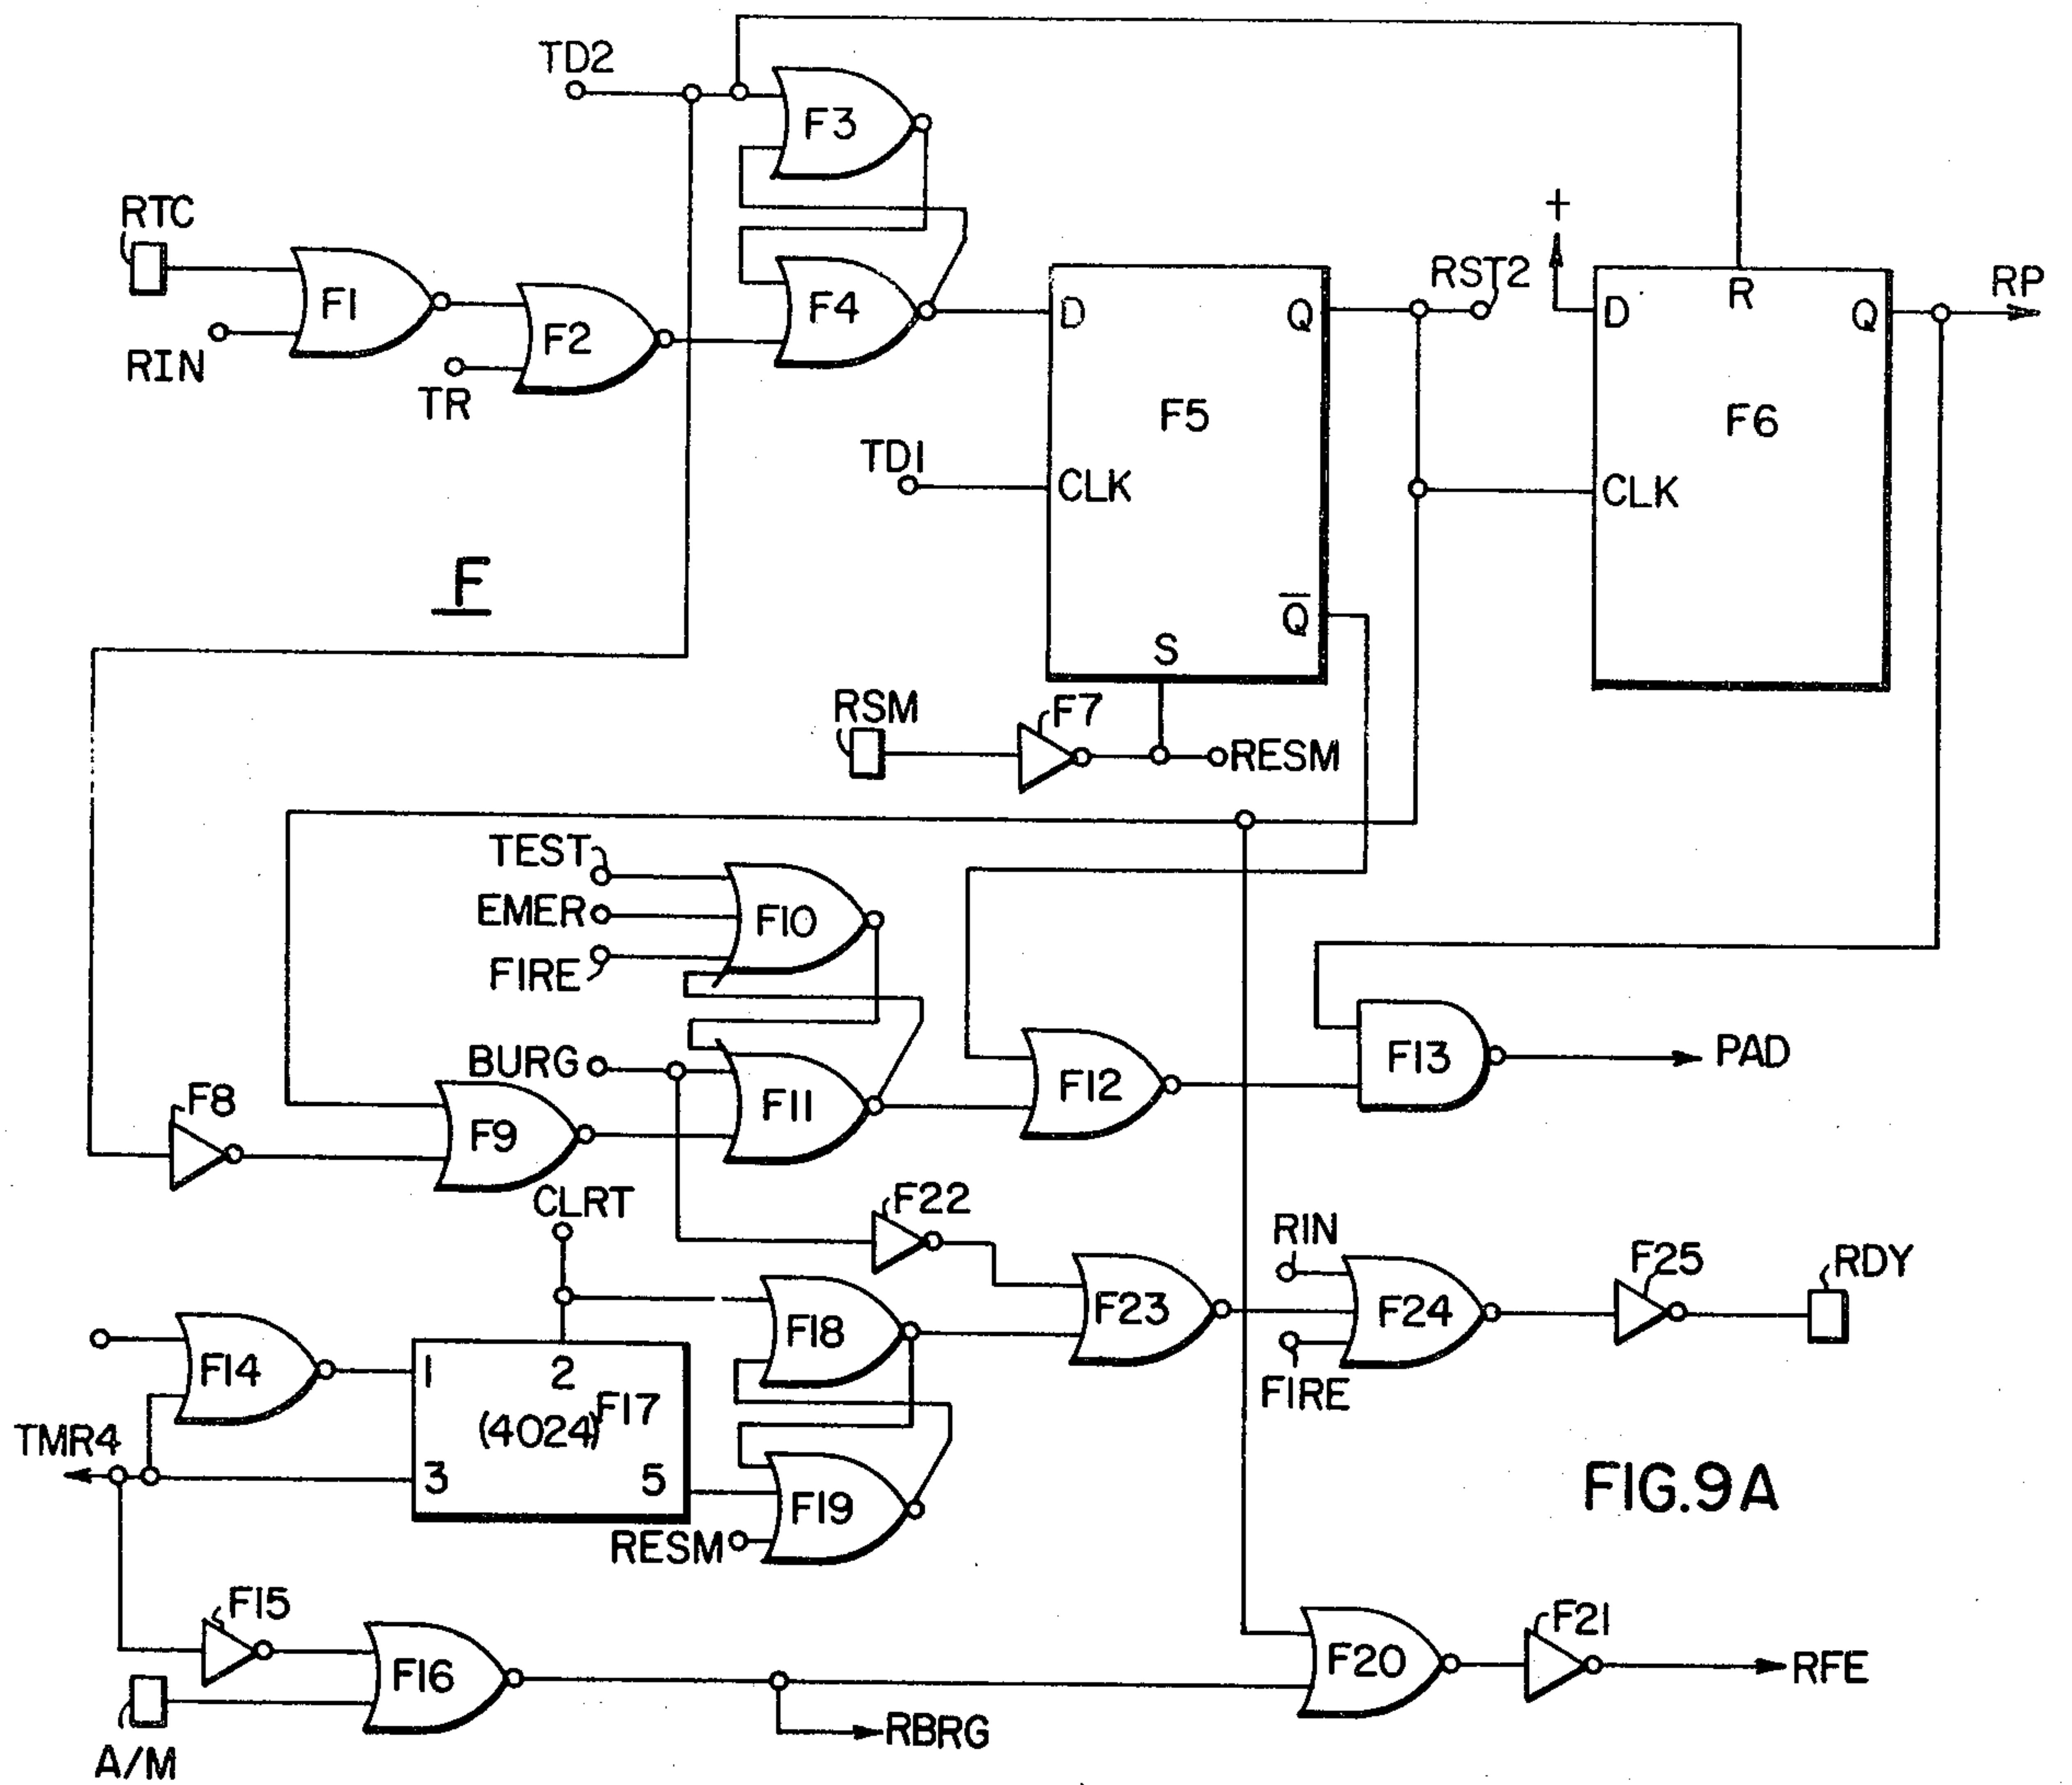 TD2
F3
RTC
F1
RIN
F2
TR
F4
D
Q
F5
TD1
CLK
Q̅
S
RST2
+
D
R
Q
F6
CLK
RP
F
RSM
F7
RESM
TEST
EMER
FIRE
F10
BURG
F11
F12
F13
PAD
F8
F9
CLRT
F22
F23
RIN
F24
FIRE
F25
RDY
F14
1
2
F17
(4024)
3
5
TMR4
F18
F19
RESM
F15
F16
A/M
RBRG
F20
F21
RFE
FIG.9A